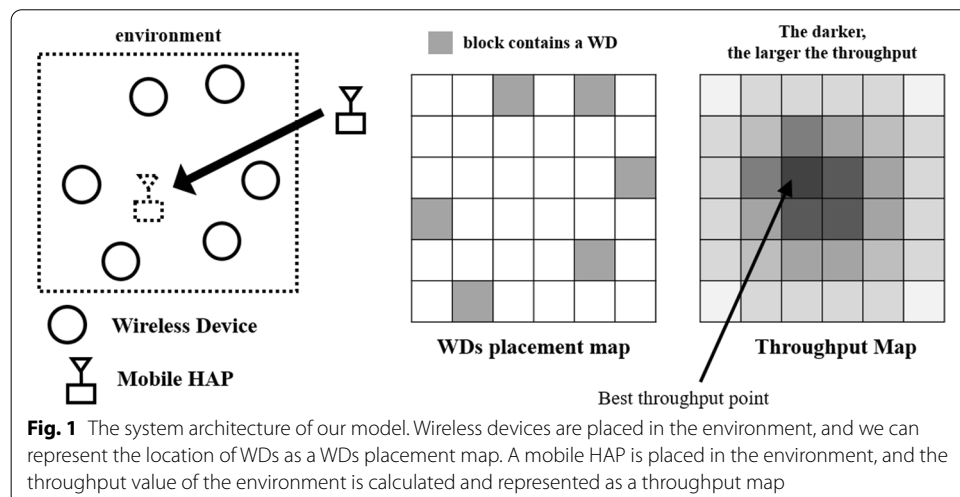 environment
block contains a WD
The darker,
the larger the throughput
Wireless Device
Mobile HAP
WDs placement map
Throughput Map
Best throughput point
Fig. 1 The system architecture of our model. Wireless devices are placed in the environment, and we can
represent the location of WDs as a WDs placement map. A mobile HAP is placed in the environment, and the
throughput value of the environment is calculated and represented as a throughput map